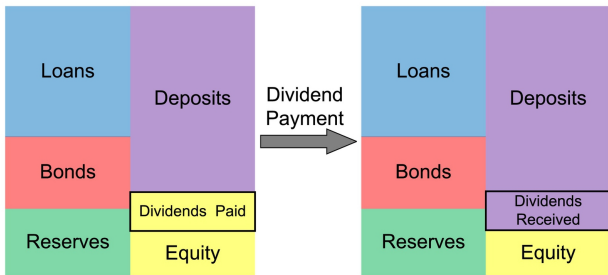 Loans
Deposits
Bonds
Dividends Paid
Reserves
Equity
Dividend
Payment
Loans
Deposits
Bonds
Dividends
Received
Reserves
Equity